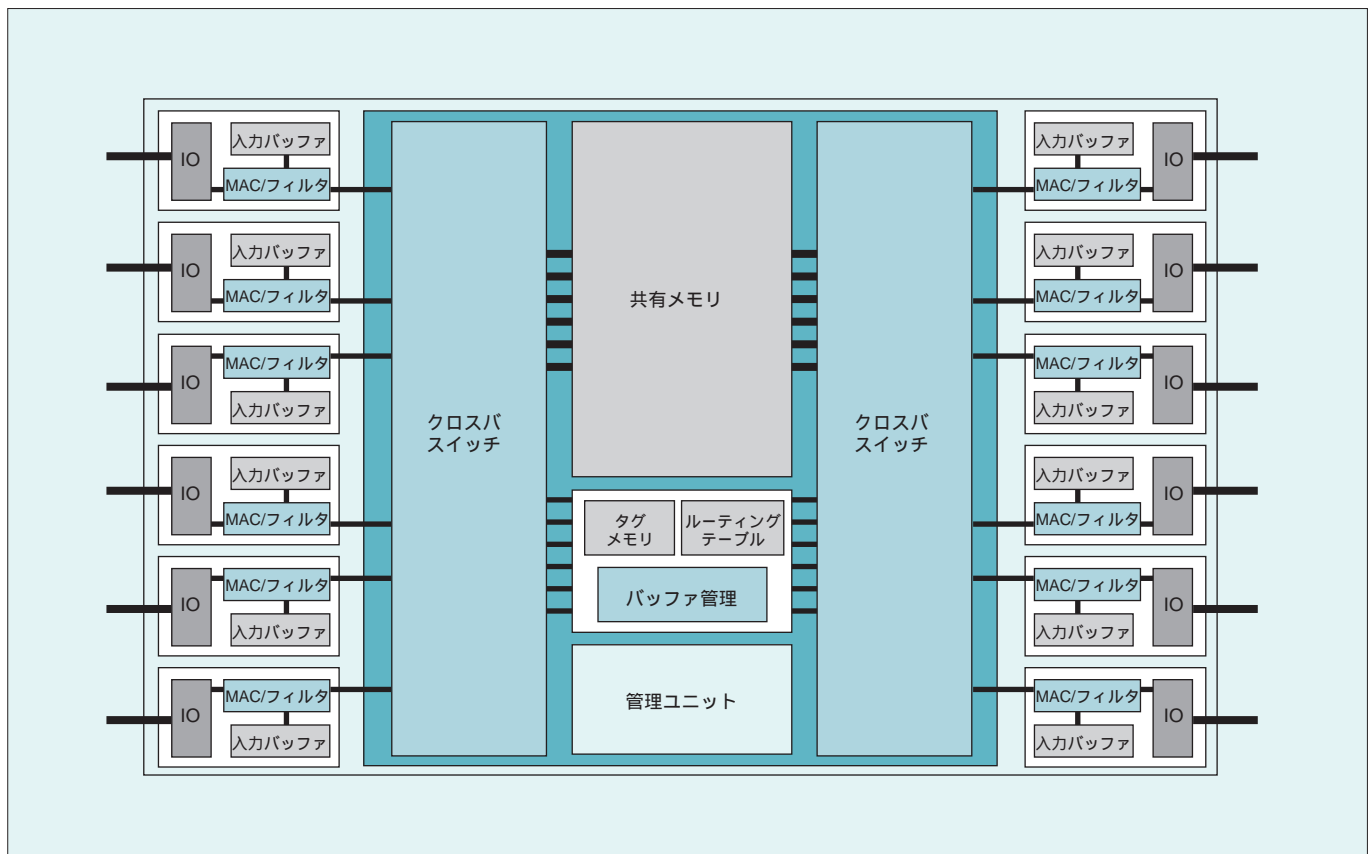 IO
入力バッファ
MAC/フィルタ
IO
入力バッファ
MAC/フィルタ
IO
MAC/フィルタ
入力バッファ
IO
入力バッファ
MAC/フィルタ
IO
MAC/フィルタ
入力バッファ
IO
MAC/フィルタ
入力バッファ
クロスバ
スイッチ
共有メモリ
タグ
メモリ
ルーティング
テーブル
バッファ管理
管理ユニット
クロスバ
スイッチ
入力バッファ
MAC/フィルタ
IO
入力バッファ
MAC/フィルタ
IO
MAC/フィルタ
入力バッファ
IO
入力バッファ
MAC/フィルタ
IO
MAC/フィルタ
入力バッファ
IO
MAC/フィルタ
入力バッファ
IO